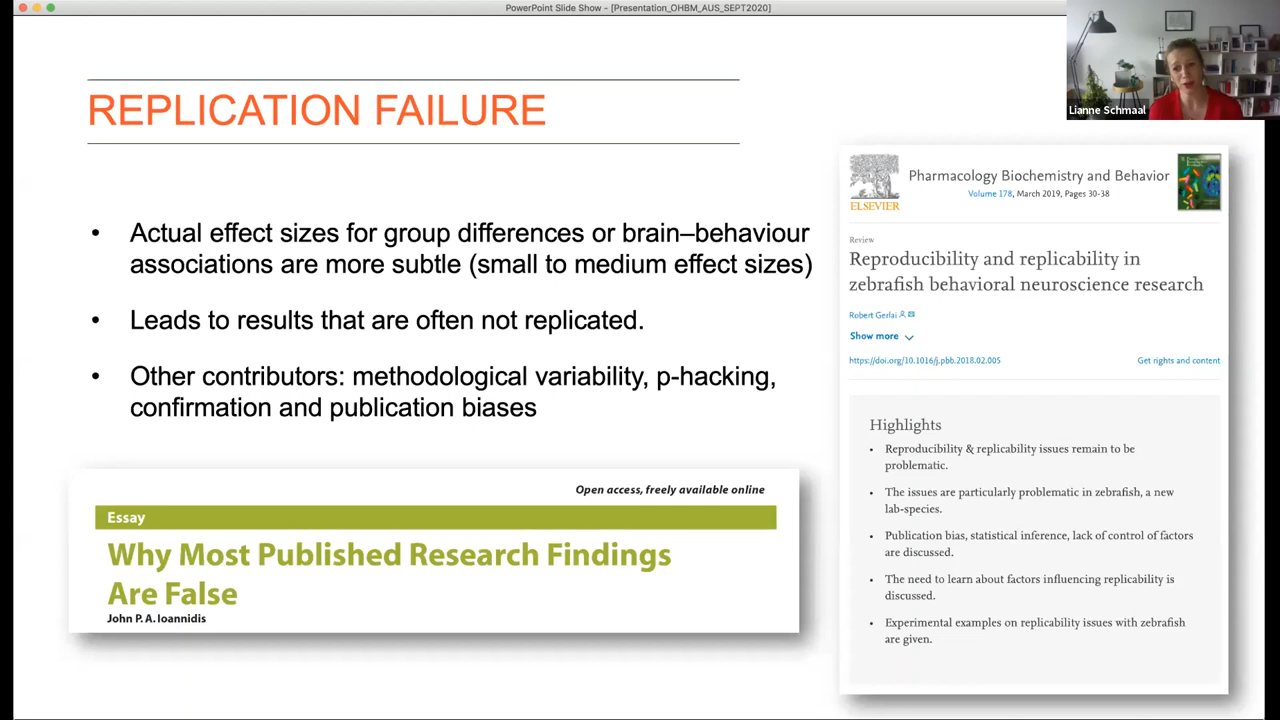 PowerPoint Slide Show - [Presentation_OHBM_AUS_SEPT2020]
Lianne Schmaal
REPLICATION FAILURE
• Actual effect sizes for group differences or brain–behaviour
associations are more subtle (small to medium effect sizes)
• Leads to results that are often not replicated.
• Other contributors: methodological variability, p-hacking,
confirmation and publication biases
Open access, freely available online
Essay
Why Most Published Research Findings
Are False
John P. A. Ioannidis
ELSEVIER
Pharmacology Biochemistry and Behavior
Volume 178, March 2019, Pages 30-38
Review
Reproducibility and replicability in
zebrafish behavioral neuroscience research
Robert Gerlai
Show more
https://doi.org/10.1016/j.pbb.2018.02.005
Get rights and content
Highlights
• Reproducibility & replicability issues remain to be
problematic.
• The issues are particularly problematic in zebrafish, a new
lab-species.
• Publication bias, statistical inference, lack of control of factors
are discussed.
• The need to learn about factors influencing replicability is
discussed.
• Experimental examples on replicability issues with zebrafish
are given.